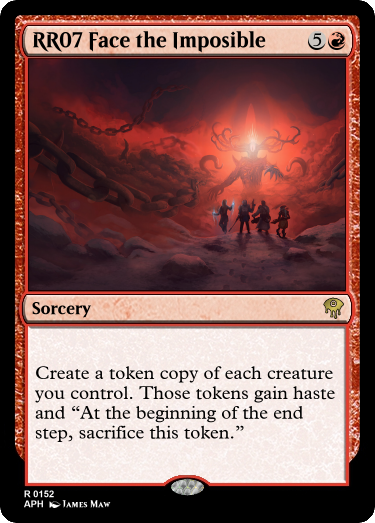 RR07 Face the Imposible 5
Sorcery
Create a token copy of each creature
you control. Those tokens gain haste
and “At the beginning of the end
step, sacrifice this token.”
R 0152
APH James Maw